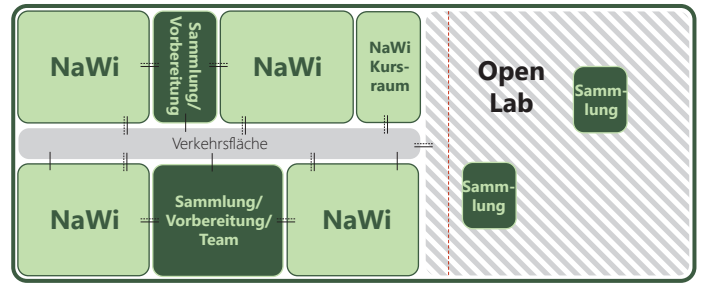 NaWi
Sammlung/
Vorbereitung
NaWi
NaWi
Kurs-
raum
Open
Lab
Samm-
lung
Verkehrsfläche
NaWi
Sammlung/
Vorbereitung/
Team
NaWi
Samm-
lung